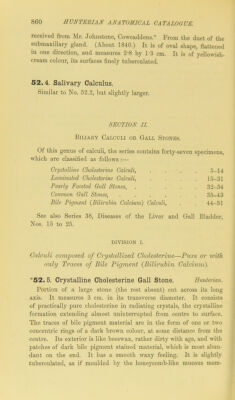 860 HUNTERIAN ANATOMICAL CATALOGUE.
received from Mr. Johnstone, Cowcaddens." From the duct of the
submaxillary gland. (About 1840.) It is of oval shape, flattened
in one direction, and measures 2·8 by 1·3 cm. It is of yellowish-
cream colour, its surfaces finely tuberculated.
52. 4. Salivary Calculus.
Similar to No. 52.2, but slightly larger.
SECTION II.
BILIARY CALCULI OR GALL STONES.
Of this genus of calculi, the series contains forty-seven specimens,
which are classified as follows:—
Crystalline Cholesterine Calculi, . . . . 5–14
Laminated Cholesterine Calculi, . . . . 15–31
Pearly Faceted Gall Stones, . . . . 32–34
Common Gall Stones, . . . . 35–43
Bile Pigment (Bilirubin Calcium) Calculi, . . 44–51
See also Series 38, Diseases of the Liver and Gall Bladder,
Nos. 15 to 25.
DIVISION I.
Calculi composed of Crystallized Cholesterine—Pure or with
only Traces of Bile Pigment (Bilirubin Calcium).
*52. 5. Crystalline Cholesterine Gall Stone. Hunterian.
Portion of a large stone (the rest absent) cut across its long
axis. It measures 3 cm. in its transverse diameter. It consists
of practically pure cholesterine in radiating crystals, the crystalline
formation extending almost uninterrupted from centre to surface.
The traces of bile pigment material are in the form of one or two
concentric rings of a dark brown colour, at some distance from the
centre. Its exterior is like beeswax, rather dirty with age, and with
patches of dark bile pigment stained material, which is most abun-
dant on the end. It has a smooth waxy feeling. It is slightly
tuberculated, as if moulded by the honeycomb-like mucous mem-